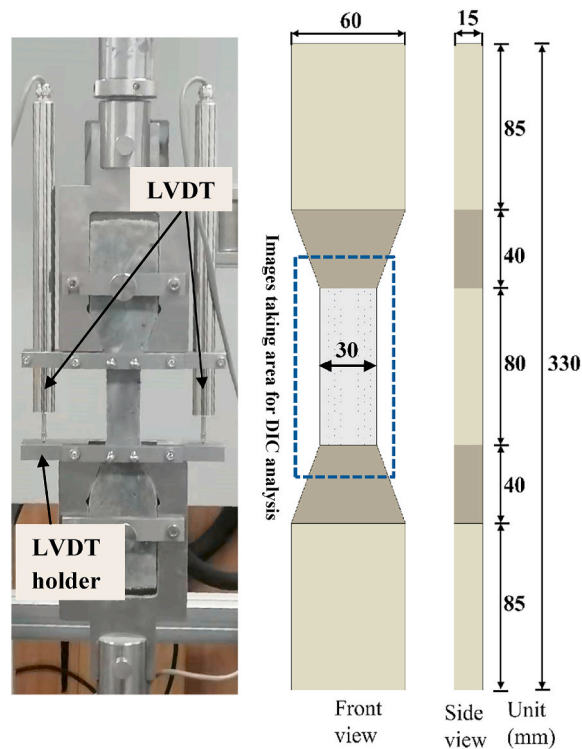 60
15
LVDT
85
40
Images taking area for DIC analysis
30
80
330
40
LVDT
holder
85
Front
view
Side
view
Unit
(mm)